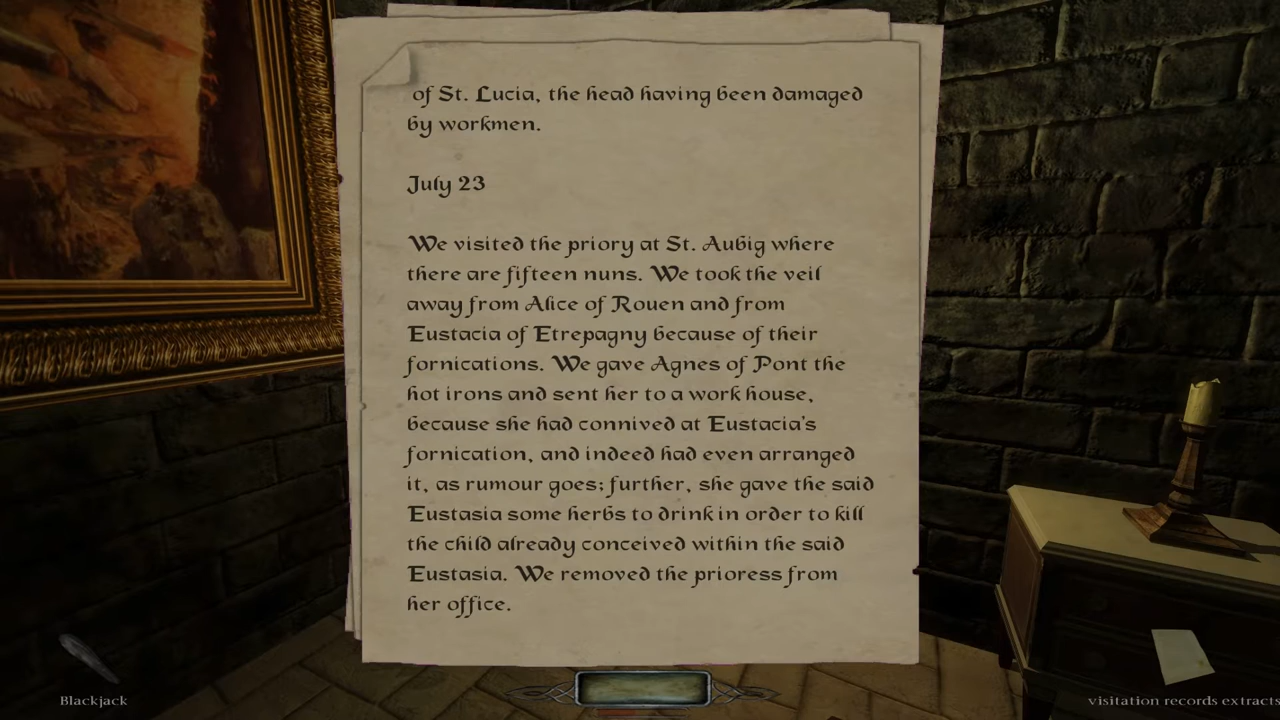 of St. Lucia, the head having been damaged
by workmen.
July 23
We visited the priory at St. Aubig where
there are fifteen nuns. We took the veil
away from Alice of Rouen and from
Eustacia of Etrepagny because of their
fornications. We gave Agnes of Pont the
hot irons and sent her to a work house,
because she had connived at Eustacia's
fornication, and indeed had even arranged
it, as rumour goes; further, she gave the said
Eustasia some herbs to drink in order to kill
the child already conceived within the said
Eustasia. We removed the prioress from
her office.
Blackjack
visitation records extracts